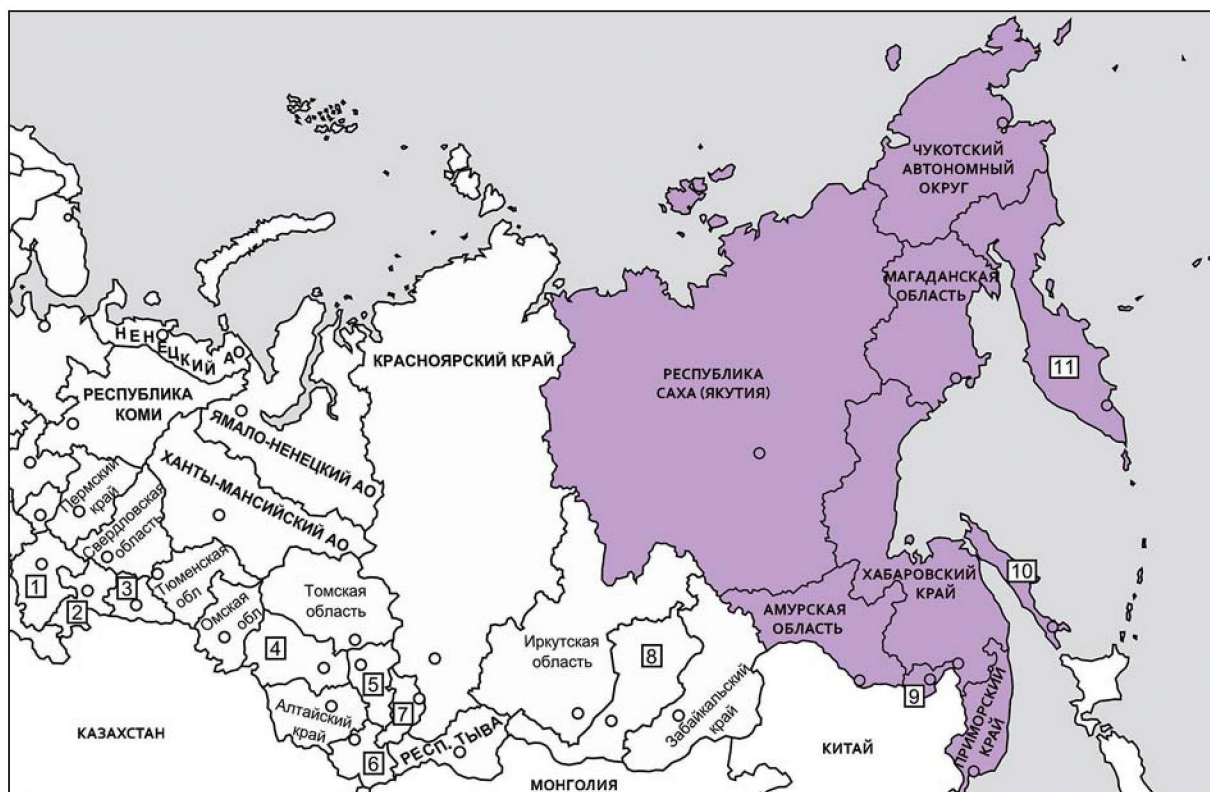 ЧУКОТСКИЙ
АВТОНОМНЫЙ
ОКРУГ
МАГАДАНСКАЯ
ОБЛАСТЬ
НЕНЕЦКИЙ АО
КРАСНОЯРСКИЙ КРАЙ
РЕСПУБЛИКА
САХА (ЯКУТИЯ)
11
РЕСПУБЛИКА
КОМИ
ЯМАЛО-НЕНЕЦКИЙ АО
ХАНТЫ-МАНСИЙСКИЙ АО
Пермский
край
Свердловская
область
1
2
3
Тюменская
обл
Омская
обл
Томская
область
4
5
Алтайский
край
6
7
РЕСП. ТЫВА
Иркутская
область
8
Забайкальский
край
АМУРСКАЯ
ОБЛАСТЬ
ХАБАРОВСКИЙ
КРАЙ
10
9
ПРИМОРСКИЙ
КРАЙ
КАЗАХСТАН
МОНГОЛИЯ
КИТАЙ